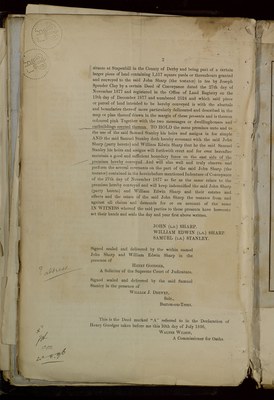 2
situate at Stapenhill in the County of Derby and being part of a certain
larger piece of Land containing 1,517 square yards or thereabouts granted
and conveyed to the said John Sharp (the testator) in fee by Joseph
Spender Clay by a certain Deed of Conveyance dated the 27th day of
November 1877 and registered in the Office of Land Registry on the
13th day of December 1877 and numbered and which said piece
or parcel of land intended to be hereby conveyed is with the abuttals
and boundaries thereof more particularly delineated and described in the
map or plan thereof drawn in the margin of these presents and is thereon
coloured pink Together with the two messuages or dwellinghouses and
outbuildings erected thereon TO HOLD the same premises unto and to
the use of the said Samuel Stanley his heirs and assigns in fee simple
AND the said Samuel Stanley doth hereby covenant with the said John
Sharp (party hereto) and William Edwin Sharp that he the said Samuel
Stanley his heirs and assigns will forthwith erect and for ever hereafter
maintain a good and sufficient boundary fence on the east side of the
premises hereby conveyed And will also well and truly observe and
perform the several covenants on the part of the said John Sharp (the
testator) contained in the hereinbefore mentioned Indenture of Conveyance
of the 27th day of November 1877 so far as the same relate to the
premises hereby conveyed and will keep indemnified the said John Sharp
(party hereto) and William Edwin Sharp and their estates and
effects and the estate of the said John Sharp the testator from and
against all claims and demands for or on account of the same
IN WITNESS whereof the said parties to these presents have hereunto
set their hands and seals the day and year first above written.
JOHN (L.S.) SHARP.
WILLIAM EDWIN (L.S.) SHARP.
SAMUEL (L.S.) STANLEY.
Signed sealed and delivered by the within named
John Sharp and William Edwin Sharp in the
presence of
Henry Goodger,
A Solicitor of the Supreme Court of Judicature.
Signed sealed and delivered by the said Samuel
Stanley in the presence of
William J. Drewry,
Solr.,
Burton-on-Trent.
This is the Deed marked "A" referred to in the Declaration of
Henry Goodger taken before me this 30th day of July 1896,
A Commissioner for Oaths.